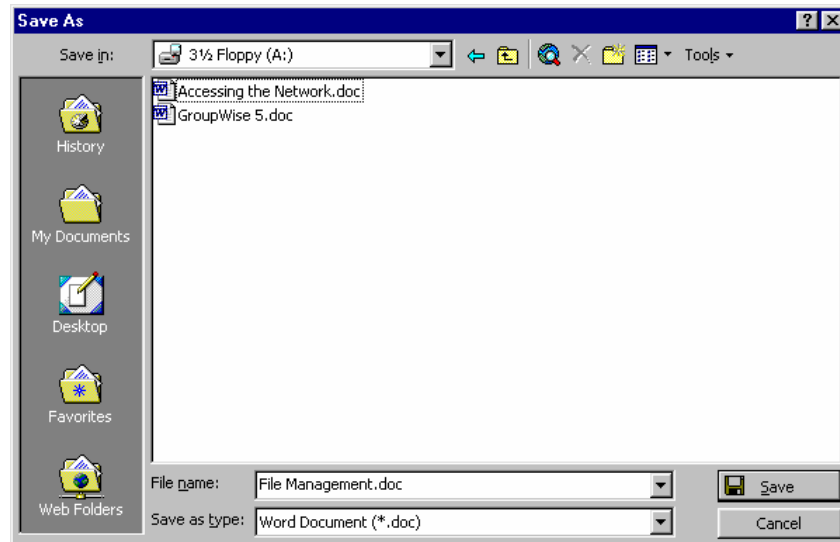 Save As
Save in: 3½ Floppy (A:) Tools
Accessing the Network.doc
GroupWise 5.doc
History
My Documents
Desktop
Favorites
Web Folders
File name: File Management.doc Save
Save as type: Word Document (*.doc) Cancel